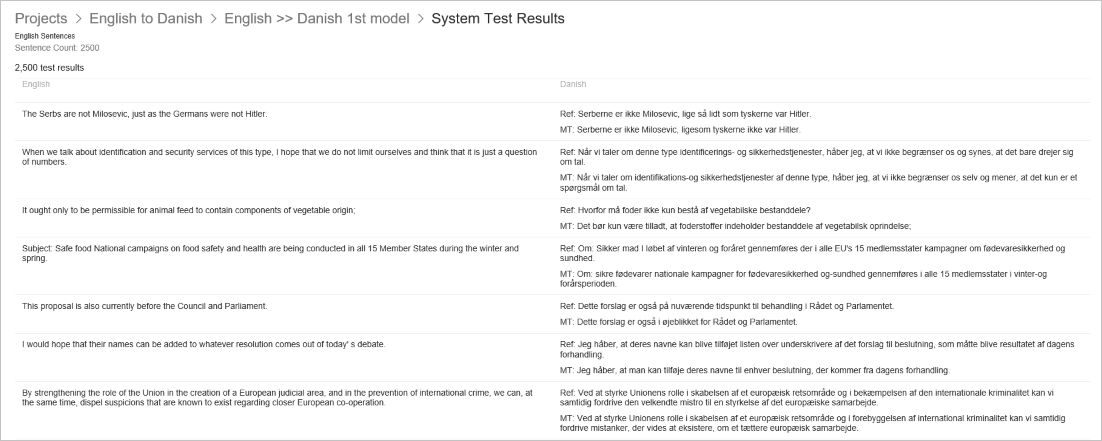 Projects > English to Danish > English >> Danish 1st model > System Test Results
English Sentences
Sentence Count: 2500
2,500 test results
English
Danish
The Serbs are not Milosevic, just as the Germans were not Hitler.
Ref: Serberne er ikke Milosevic, lige så lidt som tyskerne var Hitler.
MT: Serberne er ikke Milosevic, ligesom tyskerne ikke var Hitler.
When we talk about identification and security services of this type, I hope that we do not limit ourselves and think that it is just a question
of numbers.
Ref: Når vi taler om denne type identificerings- og sikkerhedstjenester, håber jeg, at vi ikke begrænser os og synes, at det bare drejer sig
om tal.
MT: Når vi taler om identifikations-og sikkerhedstjenester af denne type, håber jeg, at vi ikke begrænser os selv og mener, at det kun er et
spørgsmål om tal.
It ought only to be permissible for animal feed to contain components of vegetable origin;
Ref: Hvorfor må foder ikke kun bestå af vegetabilske bestanddele?
MT: Det bør kun være tilladt, at foderstoffer indeholder bestanddele af vegetabilsk oprindelse;
Subject: Safe food National campaigns on food safety and health are being conducted in all 15 Member States during the winter and
spring.
Ref: Om: Sikker mad I løbet af vinteren og foråret gennemføres der i alle EU's 15 medlemsstater kampagner om fødevaresikkerhed og
sundhed.
MT: Om: sikre fødevarer nationale kampagner for fødevaresikkerhed og-sundhed gennemføres i alle 15 medlemsstater i vinter-og
forårsperioden.
This proposal is also currently before the Council and Parliament.
Ref: Dette forslag er også på nuværende tidspunkt til behandling i Rådet og Parlamentet.
MT: Dette forslag er også i øjeblikket for Rådet og Parlamentet.
I would hope that their names can be added to whatever resolution comes out of today' s debate.
Ref: Jeg håber, at deres navne kan blive tilføjet listen over underskrivere af det forslag til beslutning, som måtte blive resultatet af dagens
forhandling.
MT: Jeg håber, at man kan tilføje deres navne til enhver beslutning, der kommer fra dagens forhandling.
By strengthening the role of the Union in the creation of a European judicial area, and in the prevention of international crime, we can, at
the same time, dispel suspicions that are known to exist regarding closer European co-operation.
Ref: Ved at styrke Unionens rolle i skabelsen af et europæisk retsområde og i bekæmpelsen af den internationale kriminalitet kan vi
samtidig fordrive den velkendte mistro til en styrkelse af det europæiske samarbejde.
MT: Ved at styrke Unionens rolle i skabelsen af et europæisk retsområde og i forebyggelsen af international kriminalitet kan vi samtidig
fordrive mistanker, der vides at eksistere, om et tættere europæisk samarbejde.